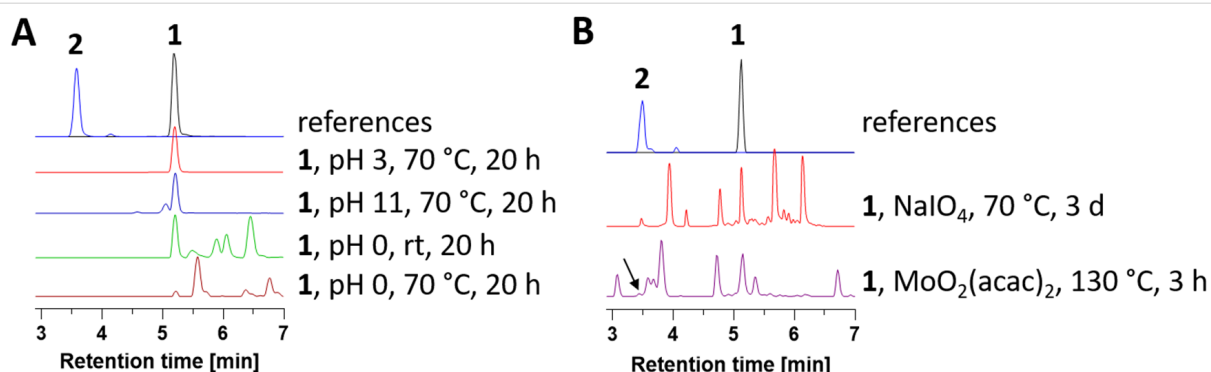 A
2 1
references
1, pH 3, 70 °C, 20 h
1, pH 11, 70 °C, 20 h
1, pH 0, rt, 20 h
1, pH 0, 70 °C, 20 h
3 4 5 6 7
Retention time [min]
B
1
2
references
1, NaIO₄, 70 °C, 3 d
1, MoO₂(acac)₂, 130 °C, 3 h
3 4 5 6 7
Retention time [min]